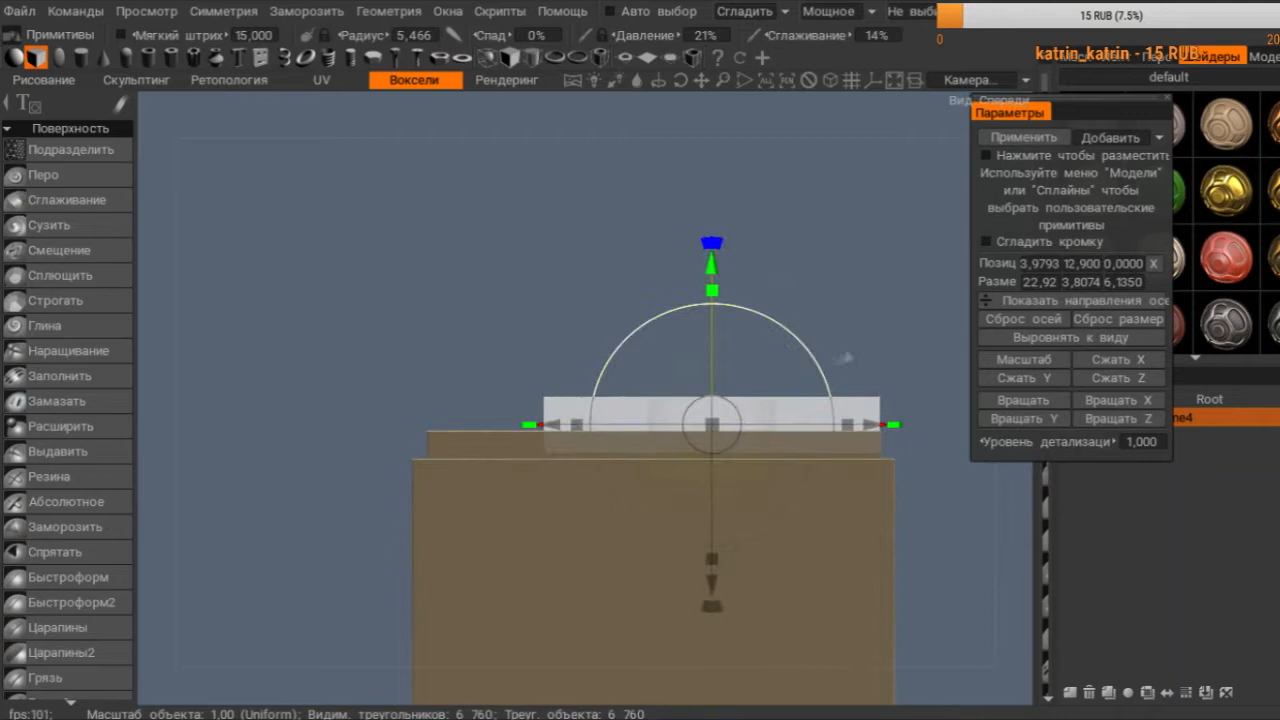 Файл Команды Просмотр Симметрия Заморозить Геометрия Окна Скрипты Помощь Авто выбор Сгладить Мощное
15 RUB (7.5%)
0
katrin_katrin - 15 RUB
Примитивы Мягкий штрих 15,000 Радиус 5,466 Спад 0% Давление 21% Сглаживание 14%
Рисование Скульптинг Ретопология UV Воксели Рендеринг Камера...
default
Вид Спереди
Параметры
Применить Добавить
Нажмите чтобы разместить
Используйте меню "Модели"
или "Сплайны" чтобы
выбрать пользовательские
примитивы
Сгладить кромку
Позиц 3,9793 12,900 0,0000 X
Разме 22,92 3,8074 6,1350
Показать направления осе
Сброс осей Сброс размер
Выровнять к виду
Масштаб Сжать X
Сжать Y Сжать Z
Вращать Вращать X
Вращать Y Вращать Z
Уровень детализаци 1,000
Root
ne4
Поверхность
Подразделить
Перо
Сглаживание
Сузить
Смещение
Сплющить
Строгать
Глина
Наращивание
Заполнить
Замазать
Расширить
Выдавить
Резина
Абсолютное
Заморозить
Спрятать
Быстроформ
Быстроформ2
Царапины
Царапины2
Грязь
fps:101; Масштаб объекта: 1,00 (Uniform); Видим. треугольников: 6 760; Треуг. объекта: 6 760